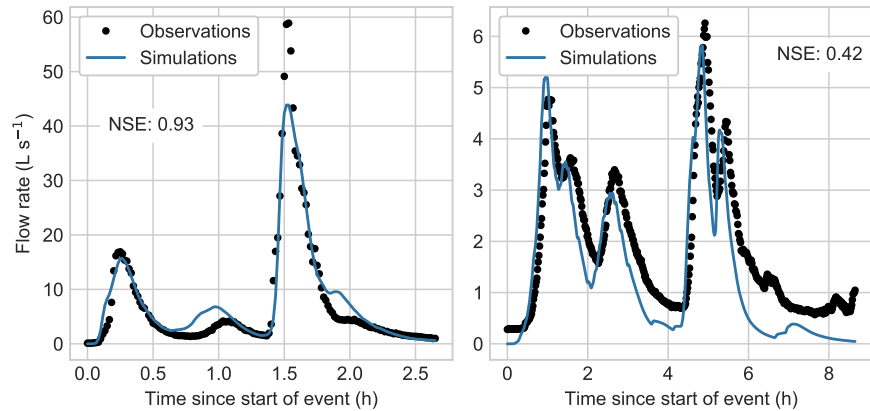 Observations
Simulations
NSE: 0.93
Flow rate (L s⁻¹)
60
50
40
30
20
10
0
0.0 0.5 1.0 1.5 2.0 2.5
Time since start of event (h)
Observations
Simulations
NSE: 0.42
6
5
4
3
2
1
0
0 2 4 6 8
Time since start of event (h)